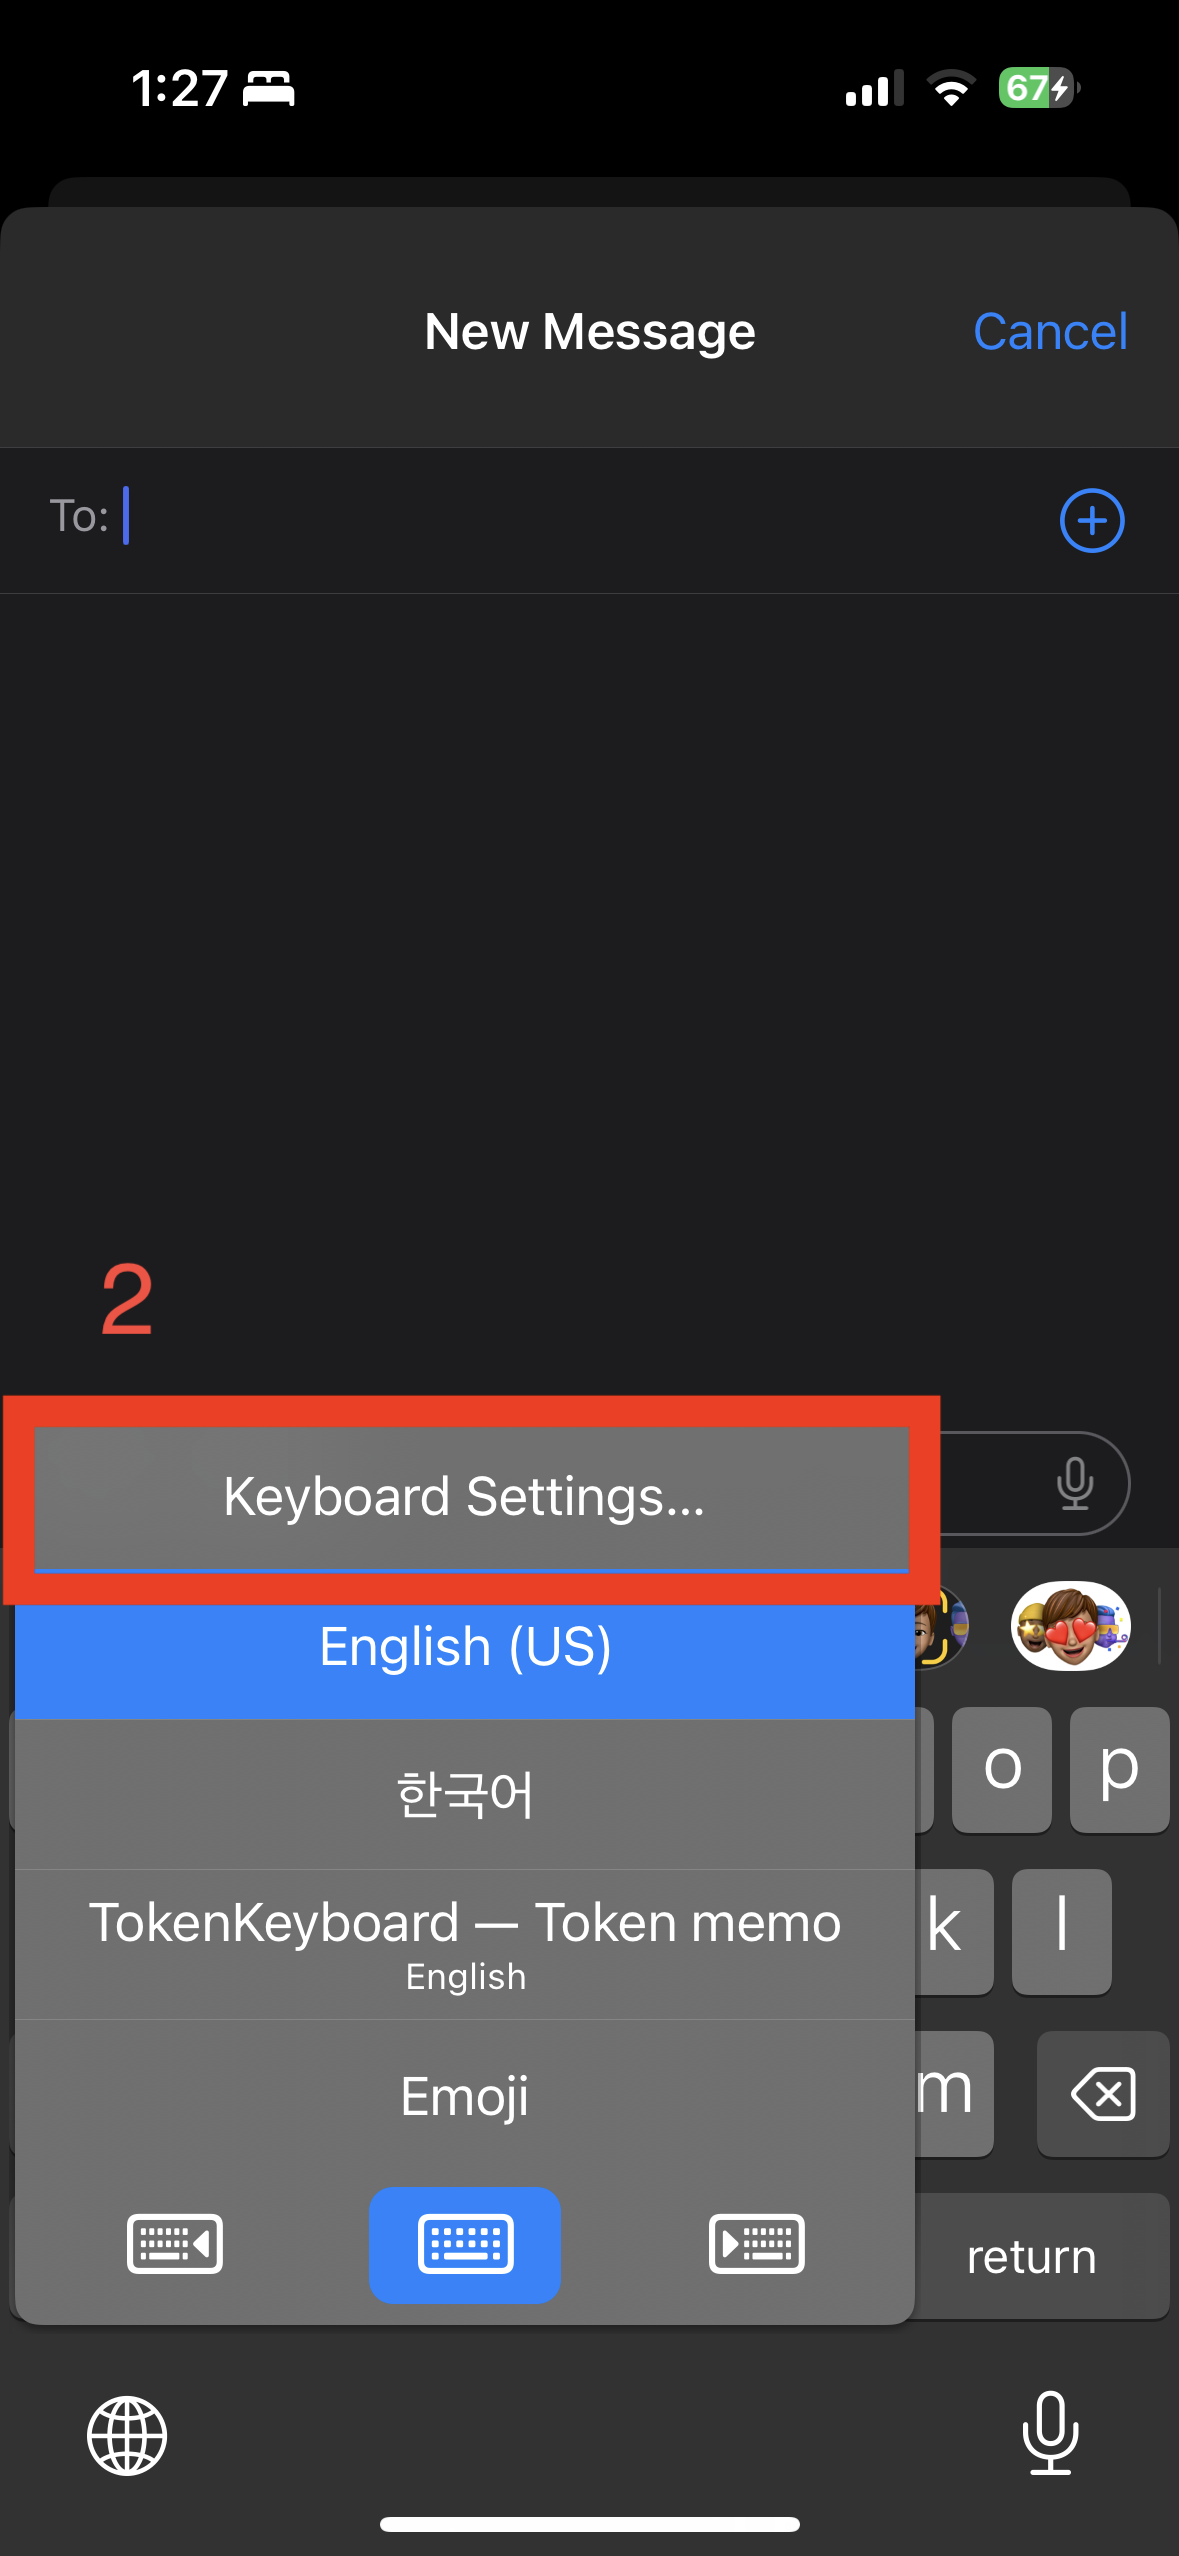 1:27
67
New Message
Cancel
To:
2
Keyboard Settings...
English (US)
한국어
TokenKeyboard — Token memo
English
Emoji
o p
k l
m
return